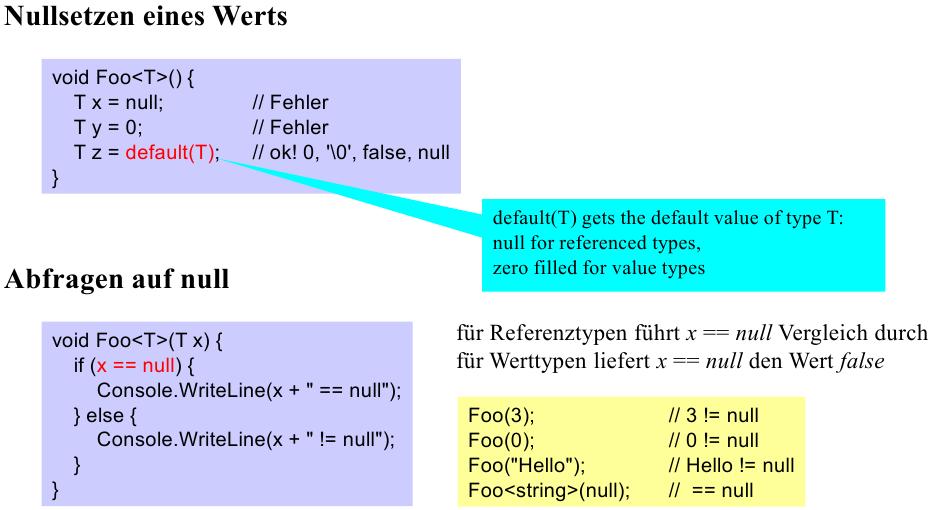 Nullsetzen eines Werts
void Foo<T>() {
T x = null; // Fehler
T y = 0; // Fehler
T z = default(T); // ok! 0, '\0', false, null
}
default(T) gets the default value of type T:
null for referenced types,
zero filled for value types
Abfragen auf null
void Foo<T>(T x) {
if (x == null) {
Console.WriteLine(x + " == null");
} else {
Console.WriteLine(x + " != null");
}
}
für Referenztypen führt x == null Vergleich durch
für Werttypen liefert x == null den Wert false
Foo(3); // 3 != null
Foo(0); // 0 != null
Foo("Hello"); // Hello != null
Foo<string>(null); // == null